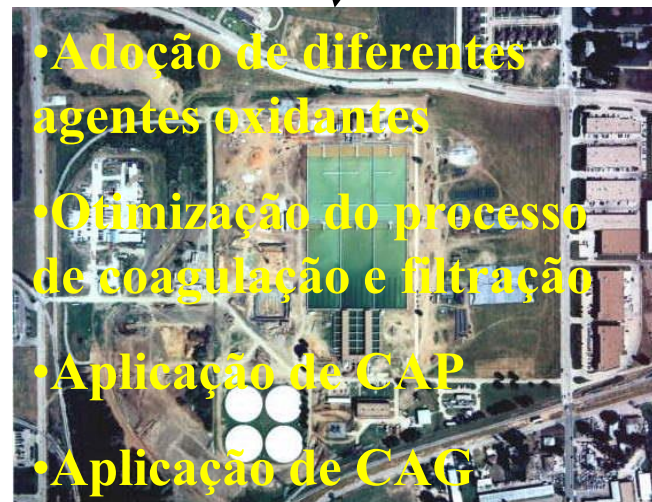 •Adoção de diferentes
agentes oxidantes
•Otimização do processo
de coagulação e filtração
•Aplicação de CAP
•Aplicação de CAG